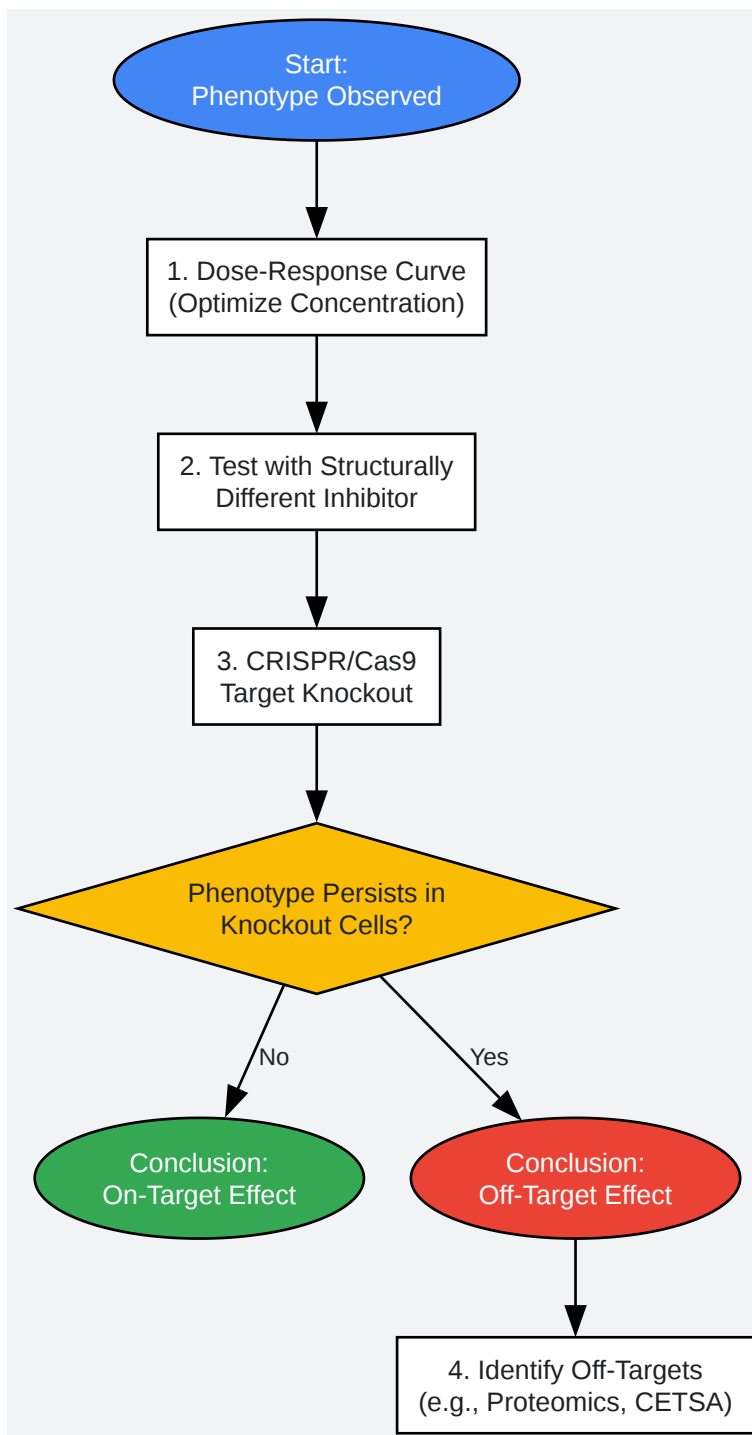 Start:
Phenotype Observed
1. Dose-Response Curve
(Optimize Concentration)
2. Test with Structurally
Different Inhibitor
3. CRISPR/Cas9
Target Knockout
Phenotype Persists in
Knockout Cells?
No
Yes
Conclusion:
On-Target Effect
Conclusion:
Off-Target Effect
4. Identify Off-Targets
(e.g., Proteomics, CETSA)